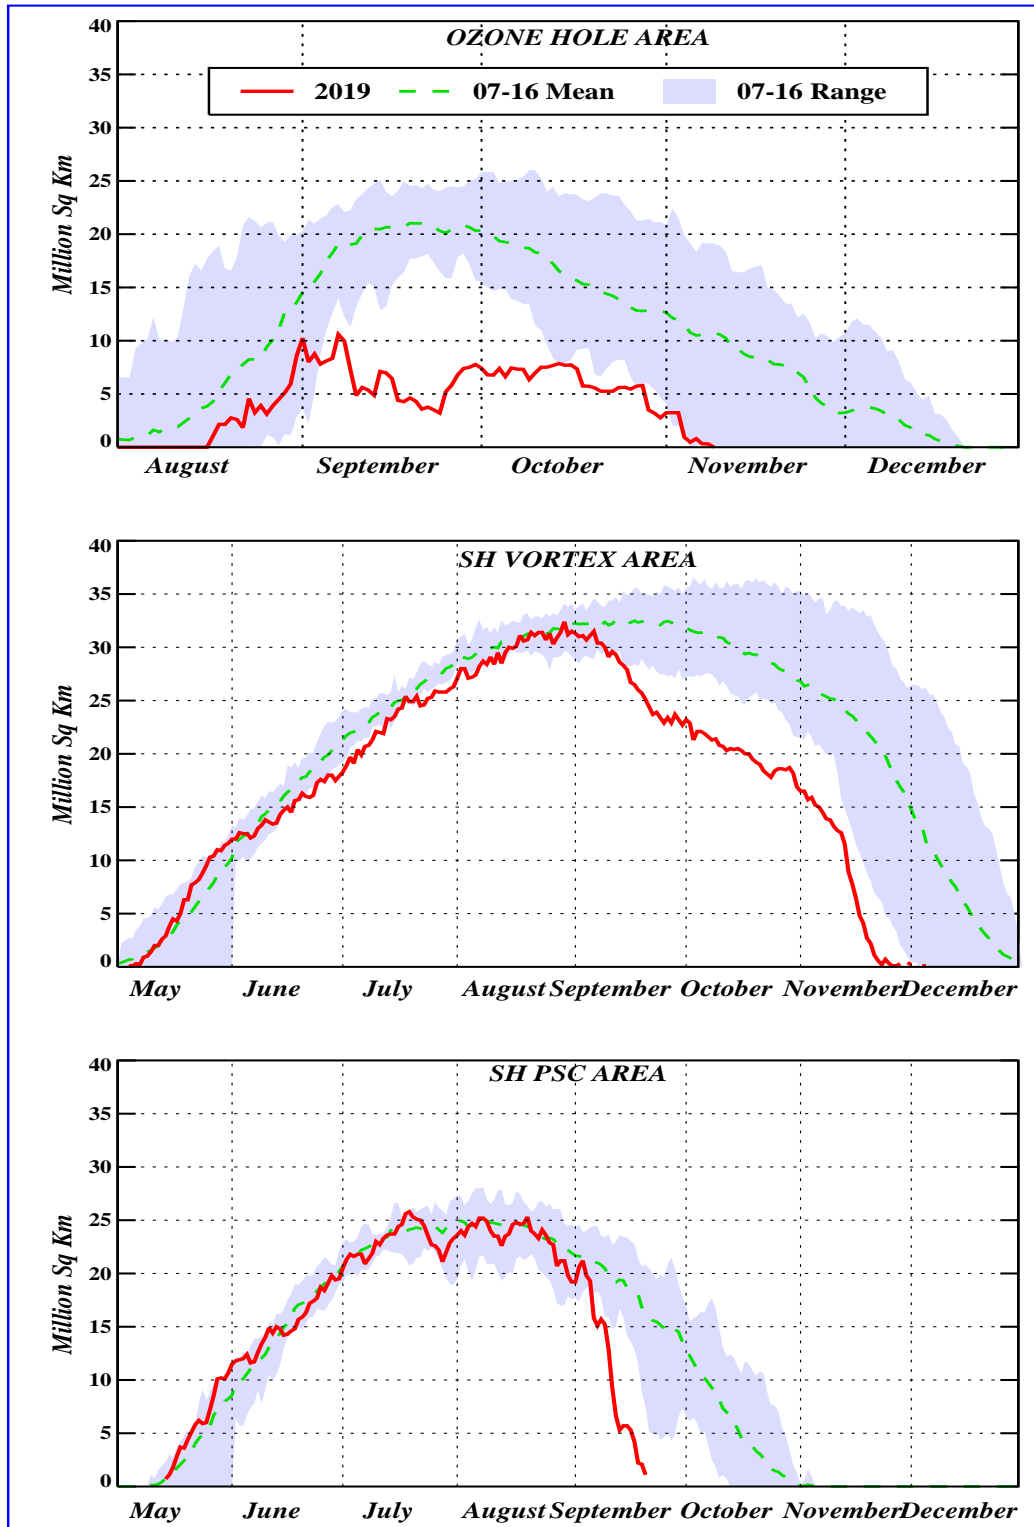 OZONE HOLE AREA
2019 07-16 Mean 07-16 Range
Million Sq Km
40
35
30
25
20
15
10
5
0
August September October November December
SH VORTEX AREA
Million Sq Km
40
35
30
25
20
15
10
5
0
May June July August September October November December
SH PSC AREA
Million Sq Km
40
35
30
25
20
15
10
5
0
May June July August September October November December